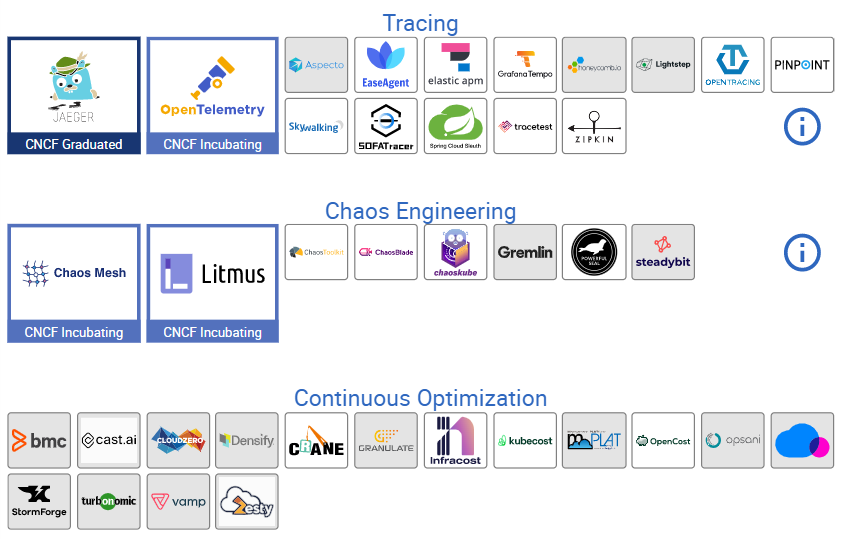 Tracing
JAEGER
CNCF Graduated
OpenTelemetry
CNCF Incubating
Aspecto
EaseAgent
elastic apm
Grafana Tempo
honeycomb.io
Lightstep
OPENTRACING
PINPOINT
Skywalking
SOFATracer
Spring Cloud Sleuth
tracetest
ZIPKIN
Chaos Engineering
Chaos Mesh
CNCF Incubating
Litmus
CNCF Incubating
ChaosToolkit
ChaosBlade
chaoskube
Gremlin
POWERFUL
SEAL
steadybit
Continuous Optimization
bmc
cast.ai
CLOUDZERO
Densify
CRANE
GRANULATE
Infracost
kubecost
PLAT
OpenCost
opsani
StormForge
turbonomic
vamp
zesty